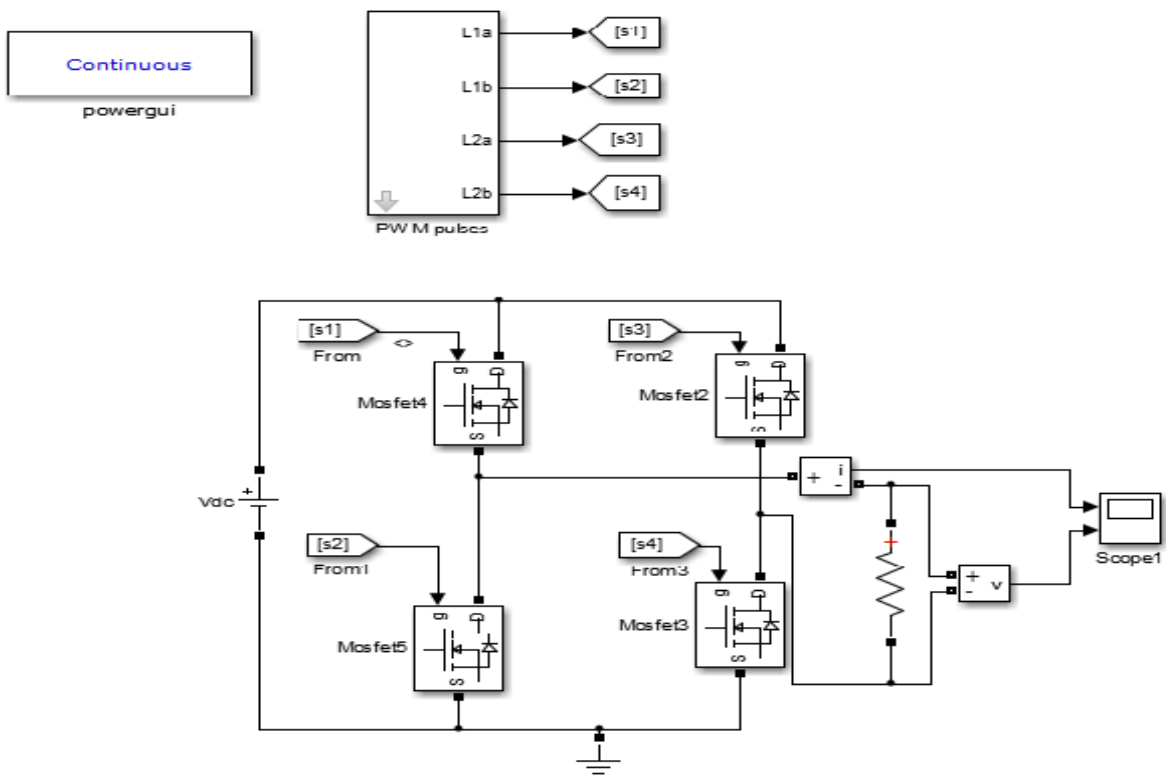 Continuous
powergui
L1a
[s1]
L1b
[s2]
L2a
[s3]
L2b
[s4]
PWM pulses
[s1]
From
<>
[s3]
From2
g
D
Mosfet4
S
g
D
Mosfet2
S
Vdc
+
+
i
-
[s2]
From1
[s4]
From3
+
Scope1
g
D
Mosfet5
S
g
D
Mosfet3
S
+
-
v